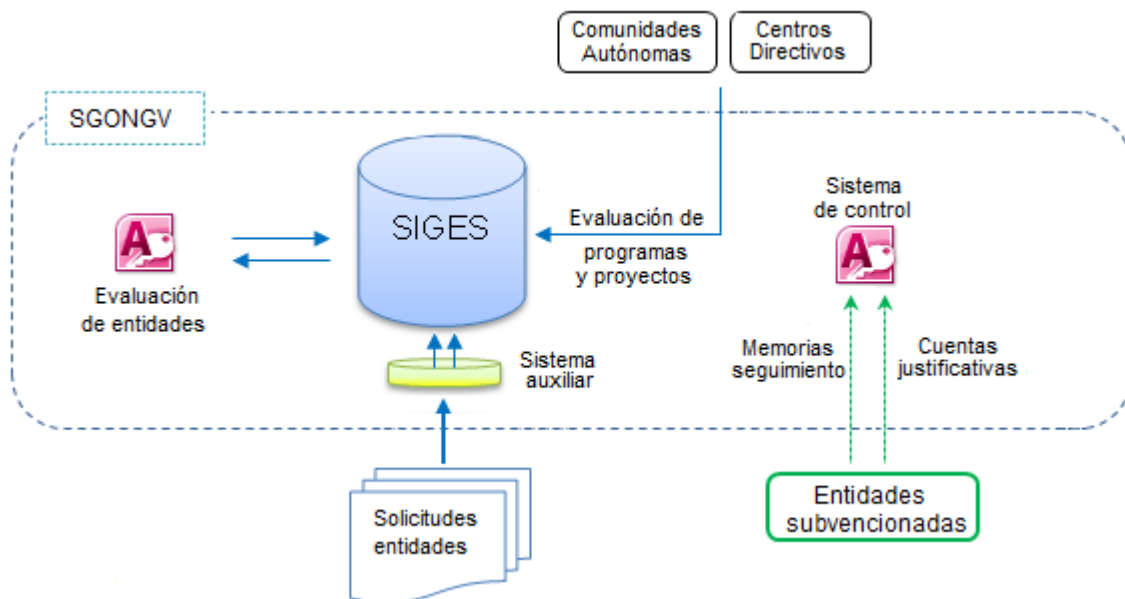 Comunidades
Autónomas
Centros
Directivos
SGONGV
SIGES
Evaluación de
programas
y proyectos
Sistema
de control
A
A
Evaluación
de entidades
Sistema
auxiliar
Memorias
seguimiento
Cuentas
justificativas
Solicitudes
entidades
Entidades
subvencionadas